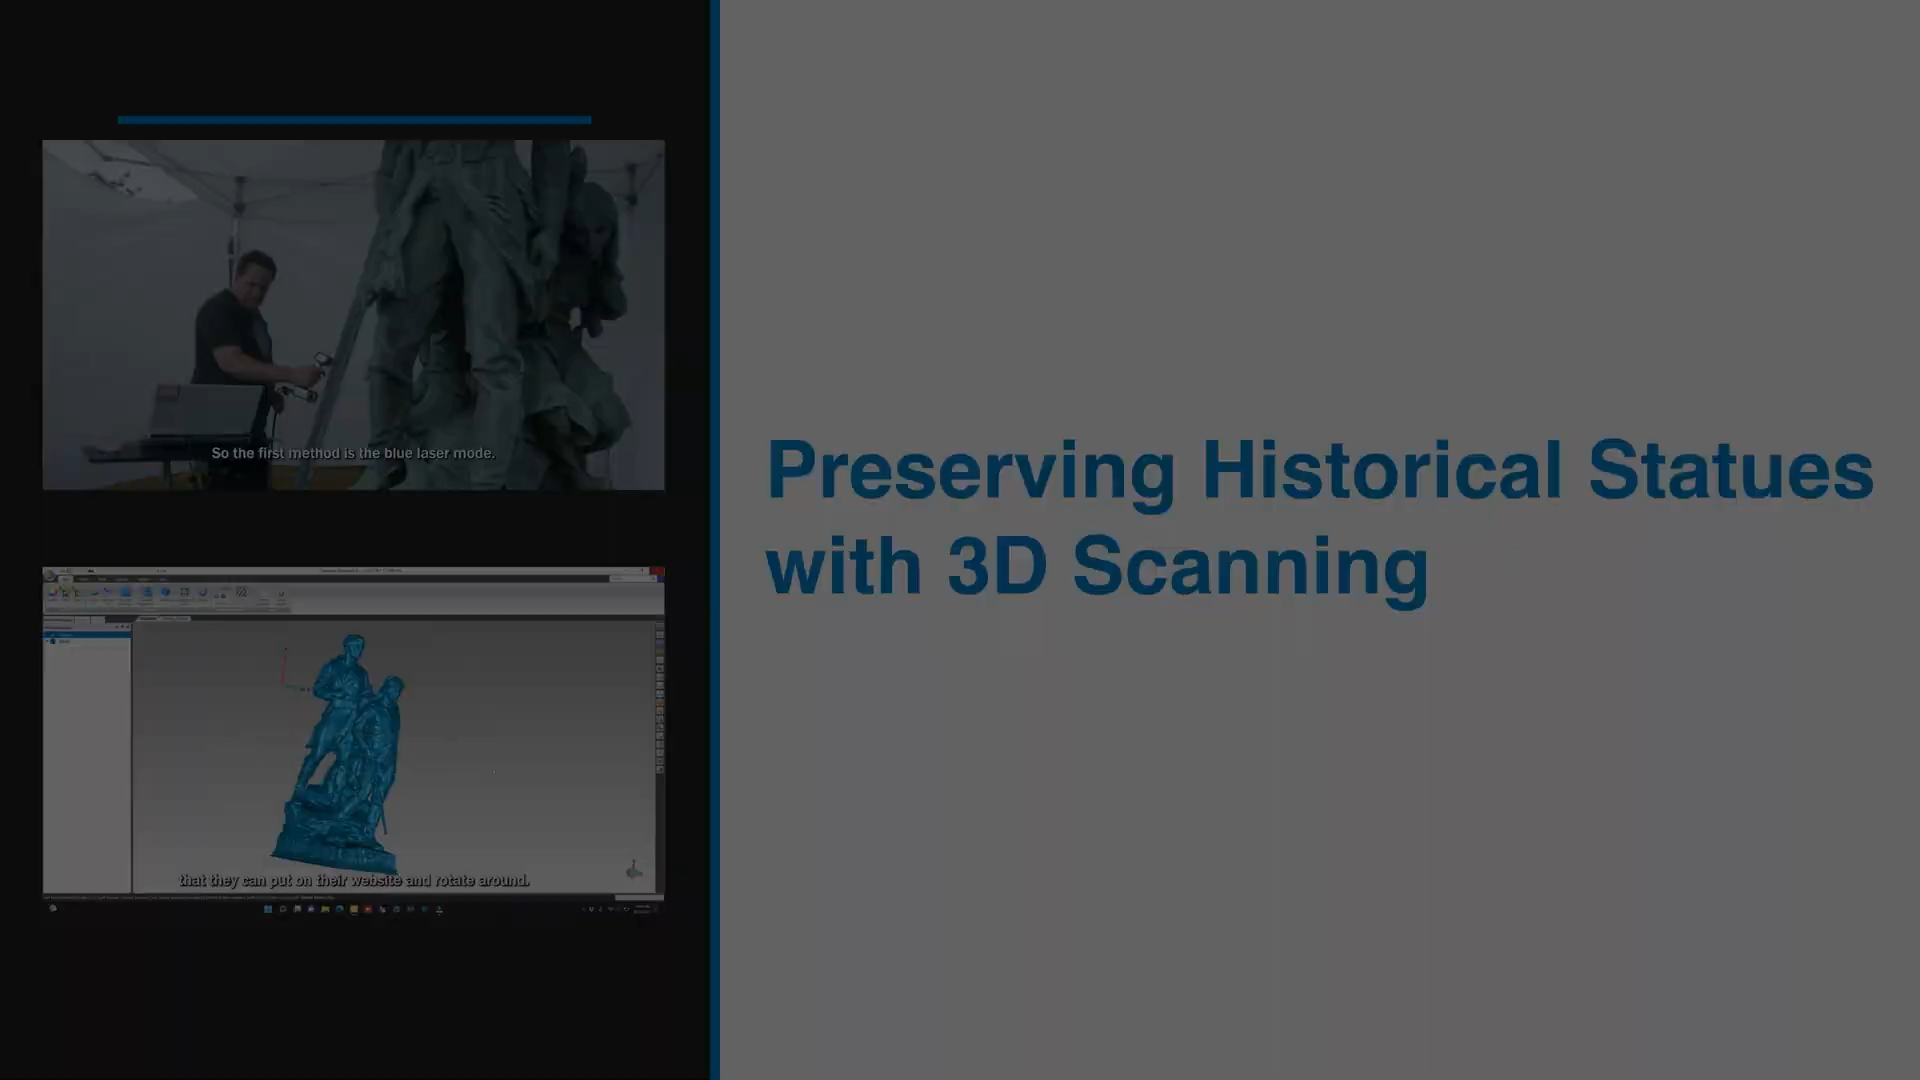 So the first method is the blue laser mode.
that they can put on their website and rotate around.
Preserving Historical Statues
with 3D Scanning